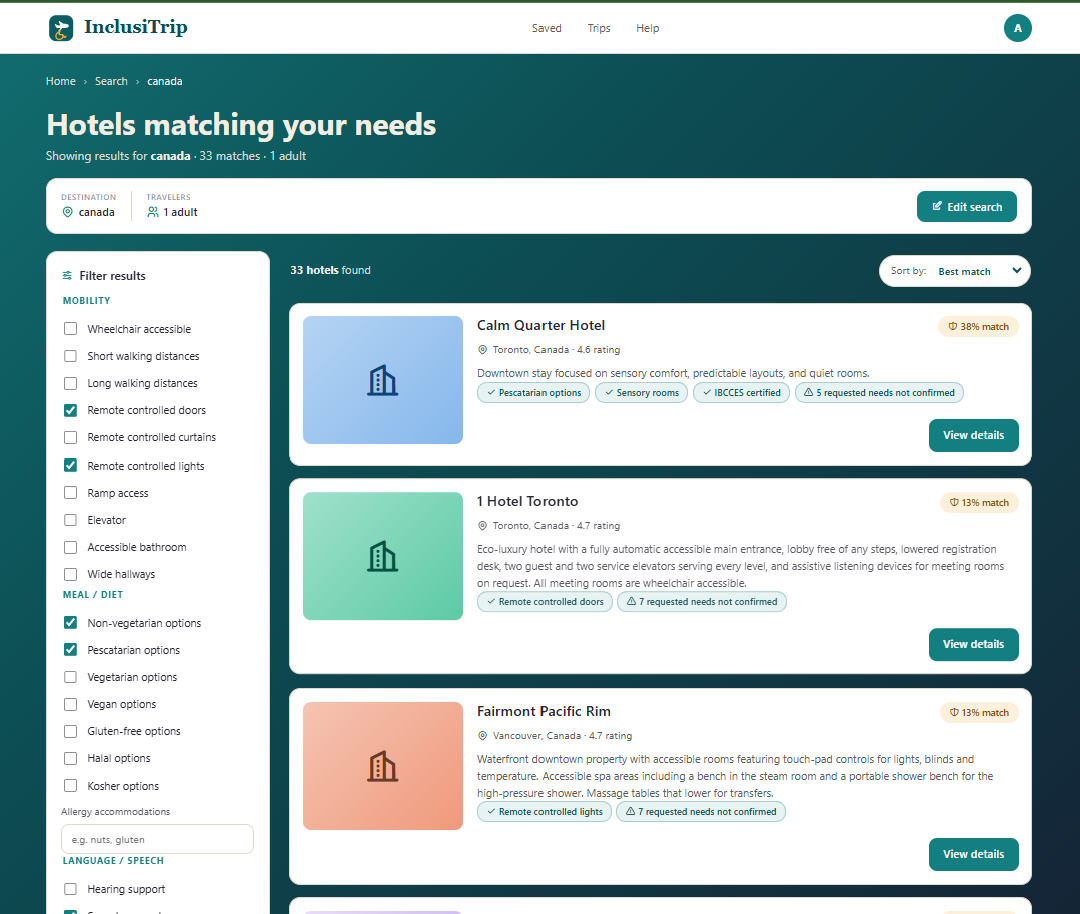 InclusiTrip
Saved Trips Help
A
Home › Search › canada
Hotels matching your needs
Showing results for canada · 33 matches · 1 adult
DESTINATION
canada
TRAVELERS
1 adult
Edit search
Filter results
MOBILITY
Wheelchair accessible
Short walking distances
Long walking distances
Remote controlled doors
Remote controlled curtains
Remote controlled lights
Ramp access
Elevator
Accessible bathroom
Wide hallways
MEAL / DIET
Non-vegetarian options
Pescatarian options
Vegetarian options
Vegan options
Gluten-free options
Halal options
Kosher options
Allergy accommodations
e.g. nuts, gluten
LANGUAGE / SPEECH
Hearing support
33 hotels found
Sort by: Best match
Calm Quarter Hotel
38% match
Toronto, Canada · 4.6 rating
Downtown stay focused on sensory comfort, predictable layouts, and quiet rooms.
Pescatarian options
Sensory rooms
IBCCES certified
5 requested needs not confirmed
View details
1 Hotel Toronto
13% match
Toronto, Canada · 4.7 rating
Eco-luxury hotel with a fully automatic accessible main entrance, lobby free of any steps, lowered registration
desk, two guest and two service elevators serving every level, and assistive listening devices for meeting rooms
on request. All meeting rooms are wheelchair accessible.
Remote controlled doors
7 requested needs not confirmed
View details
Fairmont Pacific Rim
13% match
Vancouver, Canada · 4.7 rating
Waterfront downtown property with accessible rooms featuring touch-pad controls for lights, blinds and
temperature. Accessible spa areas including a bench in the steam room and a portable shower bench for the
high-pressure shower. Massage tables that lower for transfers.
Remote controlled lights
7 requested needs not confirmed
View details